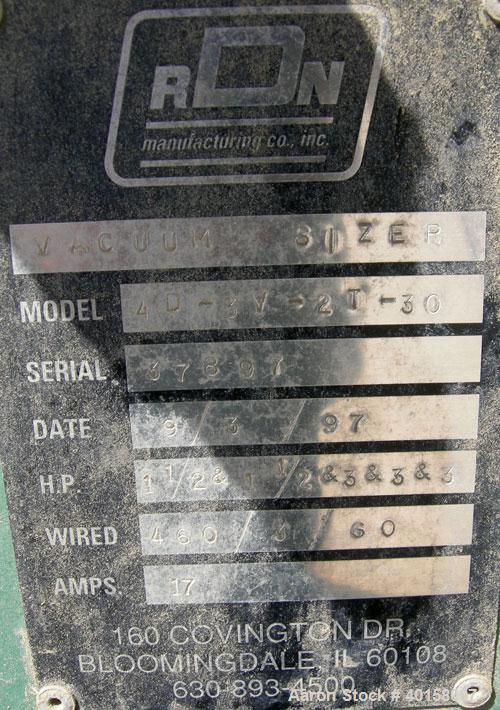 RDN
manufacturing co., inc.
VACUUM SIZER
MODEL 4D-3V-2T-30
SERIAL 37897
DATE 9/3/97
H.P. 1 1/2 & 1 1/2 & 3 & 3 & 3
WIRED 460/3/60
AMPS. 17
160 COVINGTON DR.
BLOOMINGDALE, IL 60108
630-893-4500
Aaron Stock #